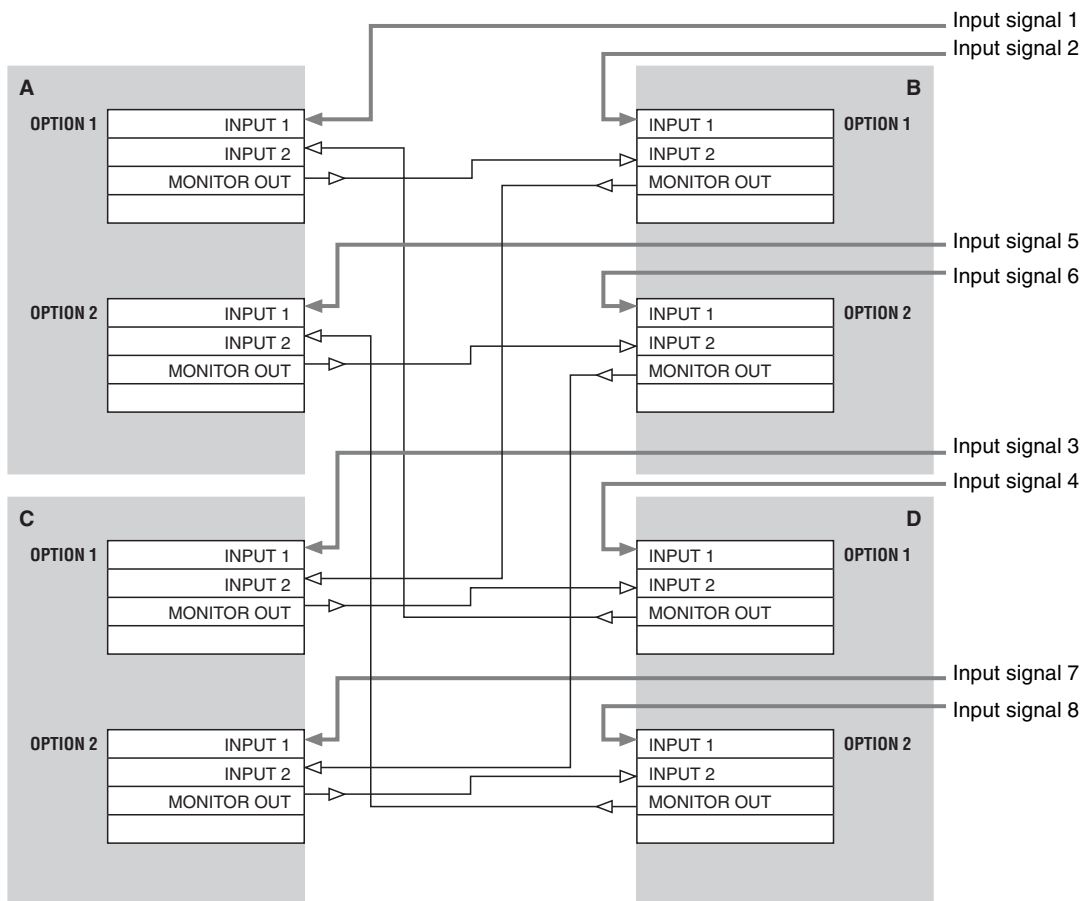 Input signal 1
Input signal 2
A
B
OPTION 1
INPUT 1
INPUT 2
MONITOR OUT
INPUT 1
INPUT 2
MONITOR OUT
OPTION 1
Input signal 5
Input signal 6
OPTION 2
INPUT 1
INPUT 2
MONITOR OUT
INPUT 1
INPUT 2
MONITOR OUT
OPTION 2
Input signal 3
Input signal 4
C
D
OPTION 1
INPUT 1
INPUT 2
MONITOR OUT
INPUT 1
INPUT 2
MONITOR OUT
OPTION 1
Input signal 7
Input signal 8
OPTION 2
INPUT 1
INPUT 2
MONITOR OUT
INPUT 1
INPUT 2
MONITOR OUT
OPTION 2